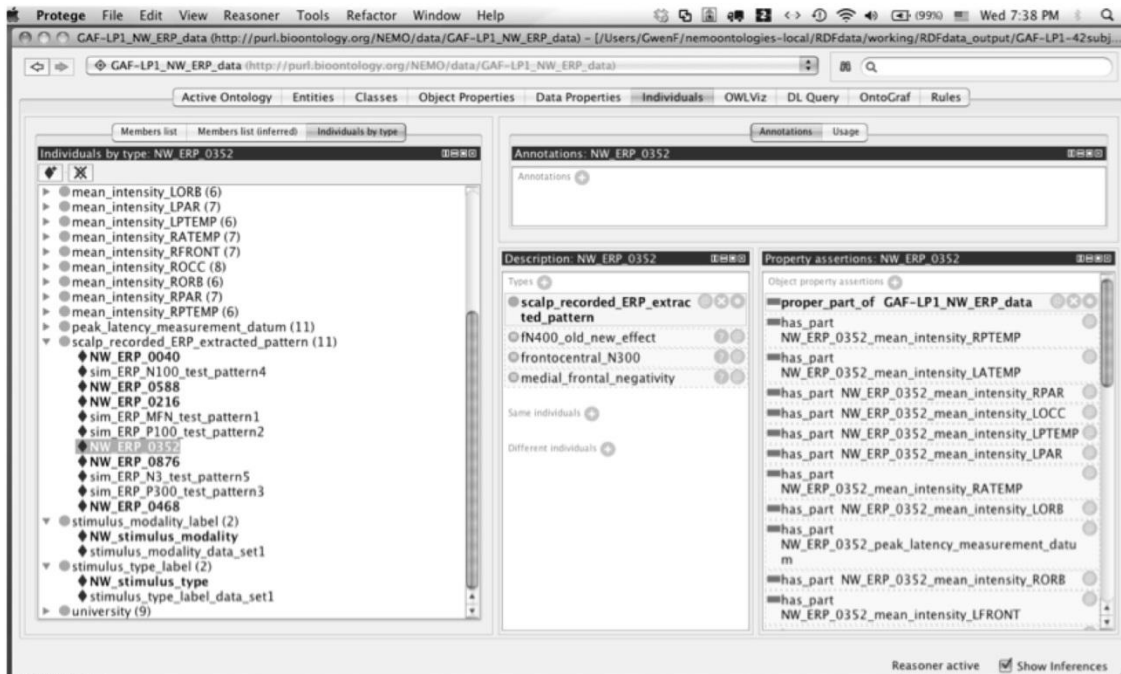 Protege File Edit View Reasoner Tools Refactor Window Help (99%) Wed 7:38 PM
GAF-LP1_NW_ERP_data (http://purl.bioontology.org/NEMO/data/GAF-LP1_NW_ERP_data) – [/Users/GwenF/nemoontologies-local/RDFdata/working/RDFdata_output/GAF-LP1-42subj...
GAF-LP1_NW_ERP_data (http://purl.bioontology.org/NEMO/data/GAF-LP1_NW_ERP_data)
Active Ontology Entities Classes Object Properties Data Properties Individuals OWLViz DL Query OntoGraf Rules
Members list Members list (inferred) Individuals by type
Individuals by type: NW_ERP_0352
mean_intensity_LORB (6)
mean_intensity_LPAR (7)
mean_intensity_LPTEMP (6)
mean_intensity_RATEMP (7)
mean_intensity_RFRONT (7)
mean_intensity_ROCC (8)
mean_intensity_RORB (6)
mean_intensity_RPAR (7)
mean_intensity_RPTEMP (6)
peak_latency_measurement_datum (11)
scalp_recorded_ERP_extracted_pattern (11)
NW_ERP_0040
sim_ERP_N100_test_pattern4
NW_ERP_0588
NW_ERP_0216
sim_ERP_MFN_test_pattern1
sim_ERP_P100_test_pattern2
NW_ERP_0352
NW_ERP_0876
sim_ERP_N3_test_pattern5
sim_ERP_P300_test_pattern3
NW_ERP_0468
stimulus_modality_label (2)
NW_stimulus_modality
stimulus_modality_data_set1
stimulus_type_label (2)
NW_stimulus_type
stimulus_type_label_data_set1
university (9)
Annotations Usage
Annotations: NW_ERP_0352
Annotations
Description: NW_ERP_0352
Types
scalp_recorded_ERP_extrac
ted_pattern
fN400_old_new_effect
frontocentral_N300
medial_frontal_negativity
Same individuals
Different individuals
Property assertions: NW_ERP_0352
Object property assertions
proper_part_of GAF-LP1_NW_ERP_data
has_part
NW_ERP_0352_mean_intensity_RPTEMP
has_part
NW_ERP_0352_mean_intensity_LATEMP
has_part NW_ERP_0352_mean_intensity_RPAR
has_part NW_ERP_0352_mean_intensity_LOCC
has_part NW_ERP_0352_mean_intensity_LPTEMP
has_part NW_ERP_0352_mean_intensity_LPAR
has_part
NW_ERP_0352_mean_intensity_RATEMP
has_part NW_ERP_0352_mean_intensity_LORB
has_part
NW_ERP_0352_peak_latency_measurement_datu
m
has_part NW_ERP_0352_mean_intensity_RORB
has_part
NW_ERP_0352_mean_intensity_LFRONT
Reasoner active Show Inferences